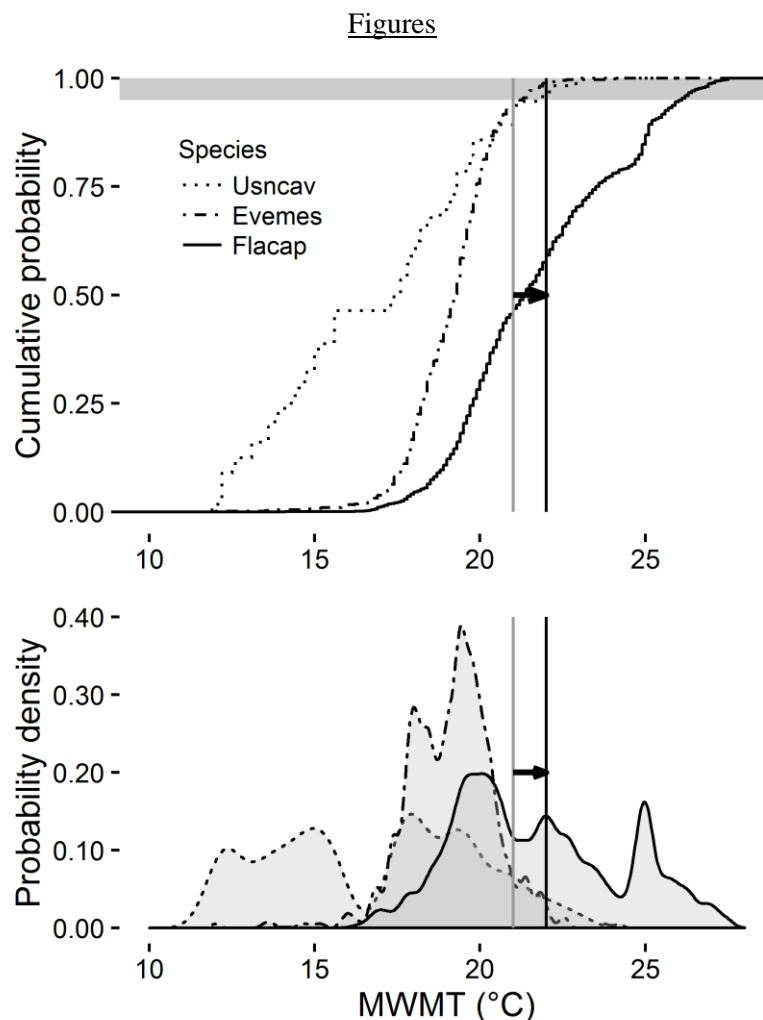 Figures
Cumulative probability
1.00
0.75
0.50
0.25
0.00
Species
Usncav
Evemes
Flacap
10 15 20 25
Probability density
0.40
0.30
0.20
0.10
0.00
10 15 20 25
MWMT (°C)